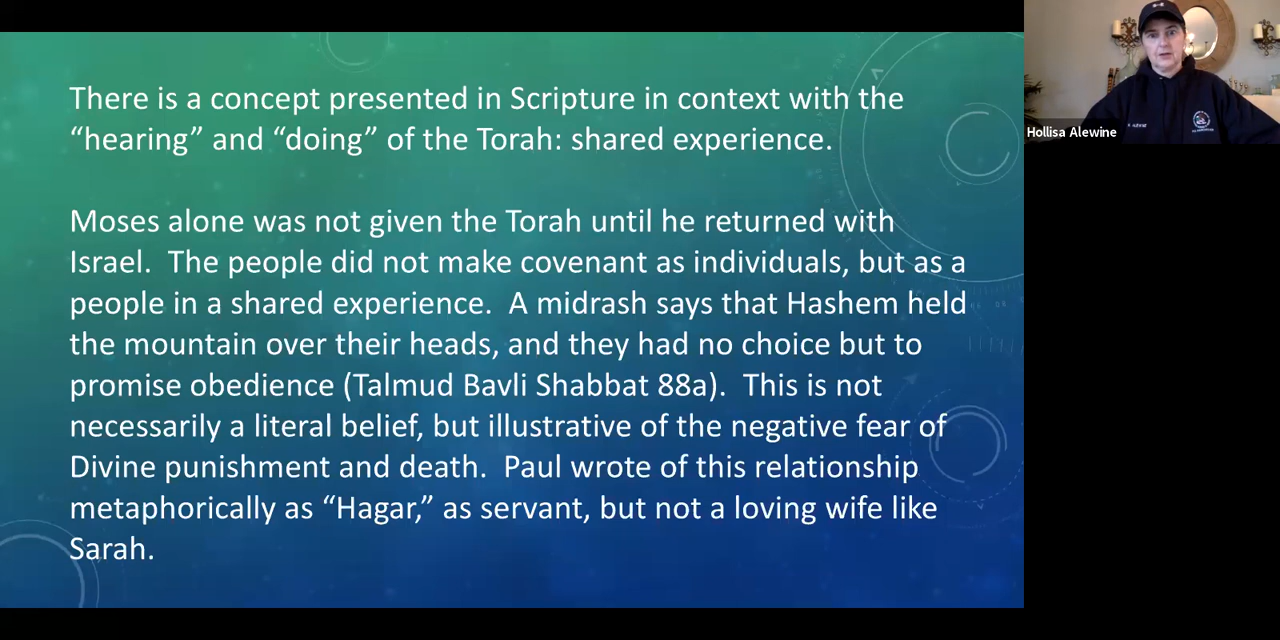 There is a concept presented in Scripture in context with the
“hearing” and “doing” of the Torah: shared experience.
Moses alone was not given the Torah until he returned with
Israel.  The people did not make covenant as individuals, but as a
people in a shared experience.  A midrash says that Hashem held
the mountain over their heads, and they had no choice but to
promise obedience (Talmud Bavli Shabbat 88a).  This is not
necessarily a literal belief, but illustrative of the negative fear of
Divine punishment and death.  Paul wrote of this relationship
metaphorically as “Hagar,” as servant, but not a loving wife like
Sarah.
Hollisa Alewine